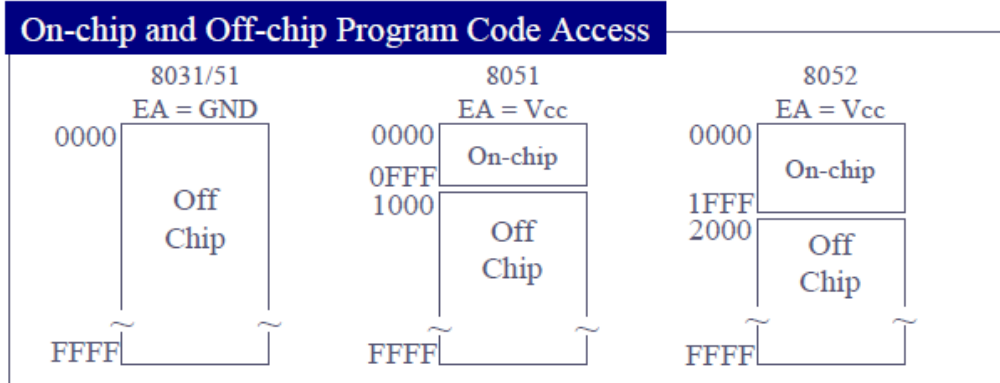 On-chip and Off-chip Program Code Access
8031/51
EA = GND
0000
Off
Chip
FFFF
8051
EA = Vcc
0000
On-chip
0FFF
1000
Off
Chip
FFFF
8052
EA = Vcc
0000
On-chip
1FFF
2000
Off
Chip
FFFF